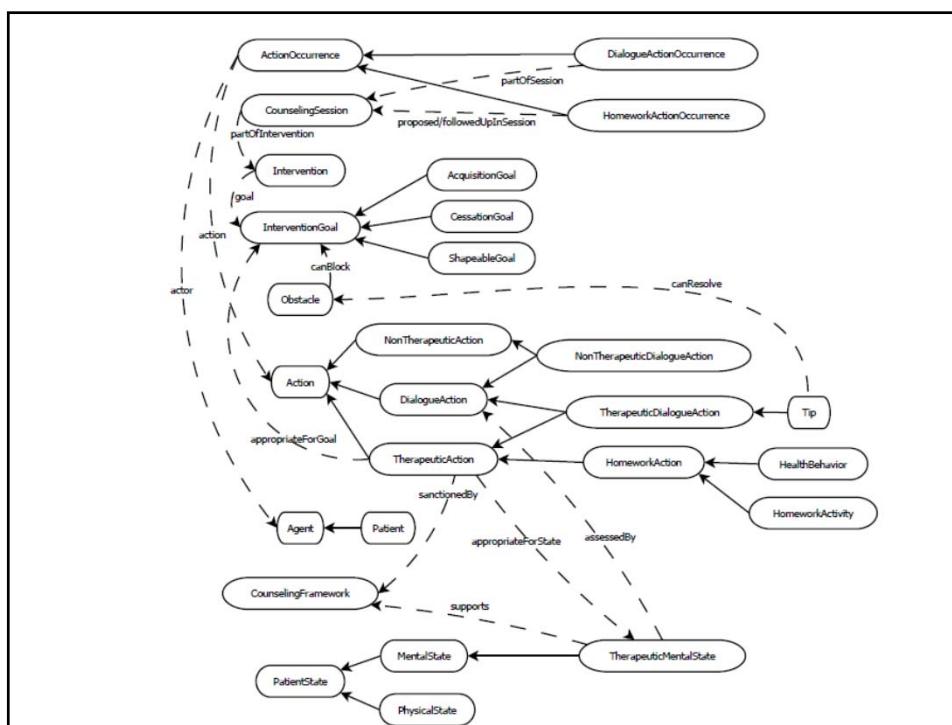 ActionOccurrence
DialogueActionOccurrence
partOfSession
CounselingSession
HomeworkActionOccurrence
proposed/followedUpInSession
partOfIntervention
Intervention
AcquisitionGoal
goal
CessationGoal
InterventionGoal
action
ShapeableGoal
canBlock
actor
Obstacle
canResolve
NonTherapeuticAction
NonTherapeuticDialogueAction
Action
DialogueAction
TherapeuticDialogueAction
Tip
appropriateForGoal
TherapeuticAction
HomeworkAction
HealthBehavior
sanctionedBy
HomeworkActivity
Agent
Patient
appropriateForState
assessedBy
CounselingFramework
supports
MentalState
TherapeuticMentalState
PatientState
PhysicalState